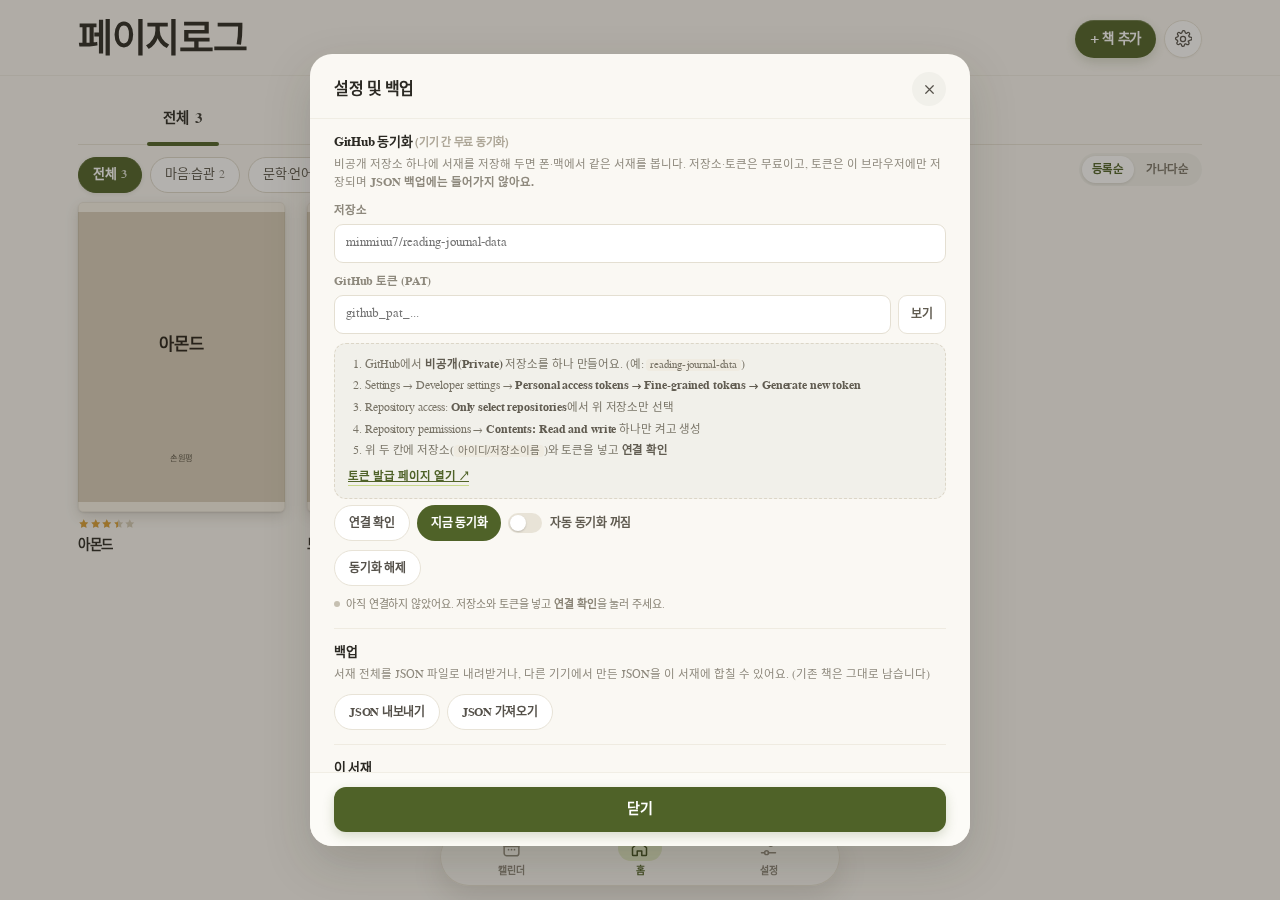 페이지로그
+ 책 추가
전체 3
전체 3
마음·습관 2
문학·언어
등록순
가나다순
아몬드
손원평
아몬드
설정 및 백업
GitHub 동기화 (기기 간 무료 동기화)
비공개 저장소 하나에 서재를 저장해 두면 폰·맥에서 같은 서재를 봅니다. 저장소·토큰은 무료이고, 토큰은 이 브라우저에만 저
장되며 JSON 백업에는 들어가지 않아요.
저장소
minmiuu7/reading-journal-data
GitHub 토큰 (PAT)
github_pat_...
보기
1. GitHub에서 비공개(Private) 저장소를 하나 만들어요. (예: reading-journal-data )
2. Settings → Developer settings → Personal access tokens → Fine-grained tokens → Generate new token
3. Repository access: Only select repositories에서 위 저장소만 선택
4. Repository permissions → Contents: Read and write 하나만 켜고 생성
5. 위 두 칸에 저장소( 아이디/저장소이름 )와 토큰을 넣고 연결 확인
토큰 발급 페이지 열기 ↗
연결 확인
지금 동기화
자동 동기화 꺼짐
동기화 해제
아직 연결하지 않았어요. 저장소와 토큰을 넣고 연결 확인을 눌러 주세요.
백업
서재 전체를 JSON 파일로 내려받거나, 다른 기기에서 만든 JSON을 이 서재에 합칠 수 있어요. (기존 책은 그대로 남습니다)
JSON 내보내기
JSON 가져오기
이 서재
닫기
캘린더
홈
설정